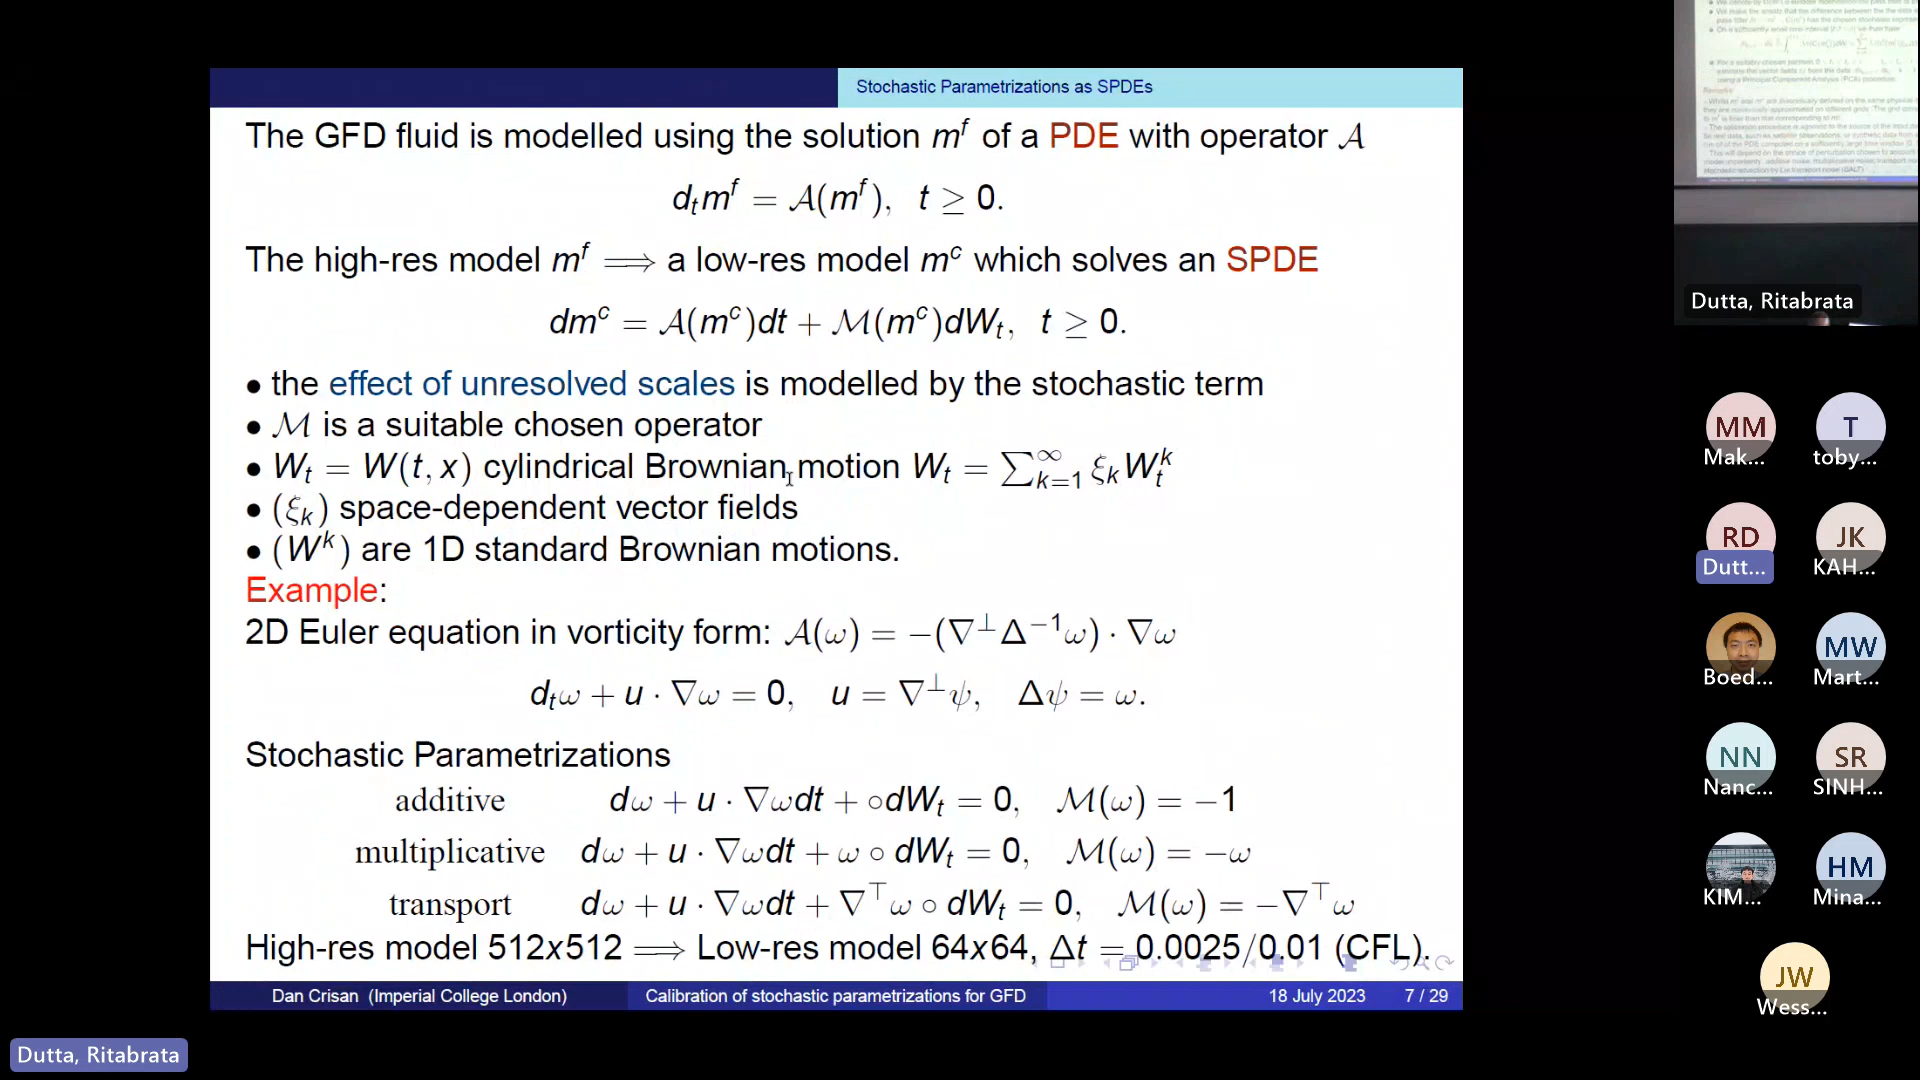 Stochastic Parametrizations as SPDEs
The GFD fluid is modelled using the solution m^f of a PDE with operator 𝒜
d_t m^f = 𝒜(m^f), t ≥ 0.
The high-res model m^f ⟹ a low-res model m^c which solves an SPDE
dm^c = 𝒜(m^c)dt + ℳ(m^c)dW_t, t ≥ 0.
• the effect of unresolved scales is modelled by the stochastic term
• ℳ is a suitable chosen operator
• W_t = W(t, x) cylindrical Brownian motion W_t = ∑_{k=1}^∞ ξ_k W_t^k
• (ξ_k) space-dependent vector fields
• (W^k) are 1D standard Brownian motions.
Example:
2D Euler equation in vorticity form: 𝒜(ω) = −(∇^⊥Δ^{−1}ω) · ∇ω
d_t ω + u · ∇ω = 0, u = ∇^⊥ψ, Δψ = ω.
Stochastic Parametrizations
additive dω + u · ∇ωdt + ∘dW_t = 0, ℳ(ω) = −1
multiplicative dω + u · ∇ωdt + ω ∘ dW_t = 0, ℳ(ω) = −ω
transport dω + u · ∇ωdt + ∇^⊤ω ∘ dW_t = 0, ℳ(ω) = −∇^⊤ω
High-res model 512x512 ⟹ Low-res model 64x64, Δt = 0.0025/0.01 (CFL).
Dan Crisan (Imperial College London) Calibration of stochastic parametrizations for GFD 18 July 2023 7 / 29
Dutta, Ritabrata
Dutta, Ritabrata
MM T
Mak... toby...
RD JK
Dutt... KAH...
MW
Boed... Mart...
NN SR
Nanc... SINH...
HM
KIM... Mina...
JW
Wess...